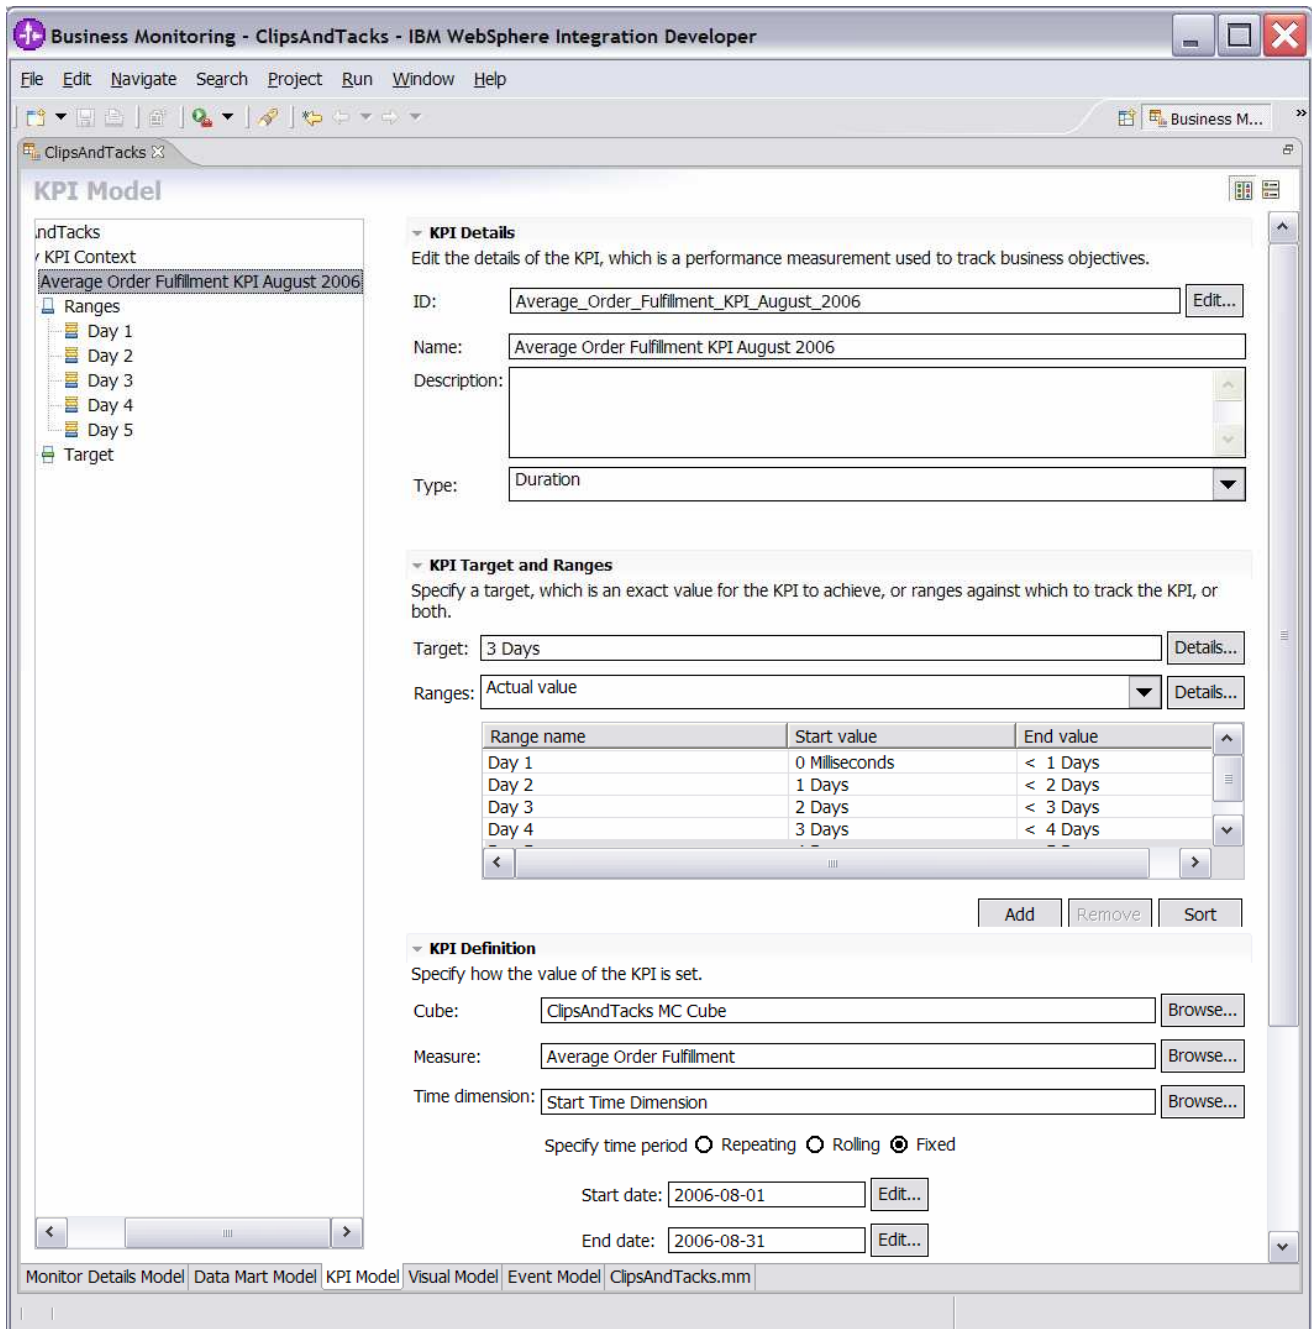 Business Monitoring - ClipsAndTacks - IBM WebSphere Integration Developer
File Edit Navigate Search Project Run Window Help
Business M...
ClipsAndTacks
KPI Model
AndTacks
KPI Context
Average Order Fulfillment KPI August 2006
Ranges
Day 1
Day 2
Day 3
Day 4
Day 5
Target
KPI Details
Edit the details of the KPI, which is a performance measurement used to track business objectives.
ID: Average_Order_Fulfillment_KPI_August_2006 Edit...
Name: Average Order Fulfillment KPI August 2006
Description:
Type: Duration
KPI Target and Ranges
Specify a target, which is an exact value for the KPI to achieve, or ranges against which to track the KPI, or
both.
Target: 3 Days Details...
Ranges: Actual value Details...
Range name Start value End value
Day 1 0 Milliseconds < 1 Days
Day 2 1 Days < 2 Days
Day 3 2 Days < 3 Days
Day 4 3 Days < 4 Days
Add Remove Sort
KPI Definition
Specify how the value of the KPI is set.
Cube: ClipsAndTacks MC Cube Browse...
Measure: Average Order Fulfillment Browse...
Time dimension: Start Time Dimension Browse...
Specify time period Repeating Rolling Fixed
Start date: 2006-08-01 Edit...
End date: 2006-08-31 Edit...
Monitor Details Model Data Mart Model KPI Model Visual Model Event Model ClipsAndTacks.mm